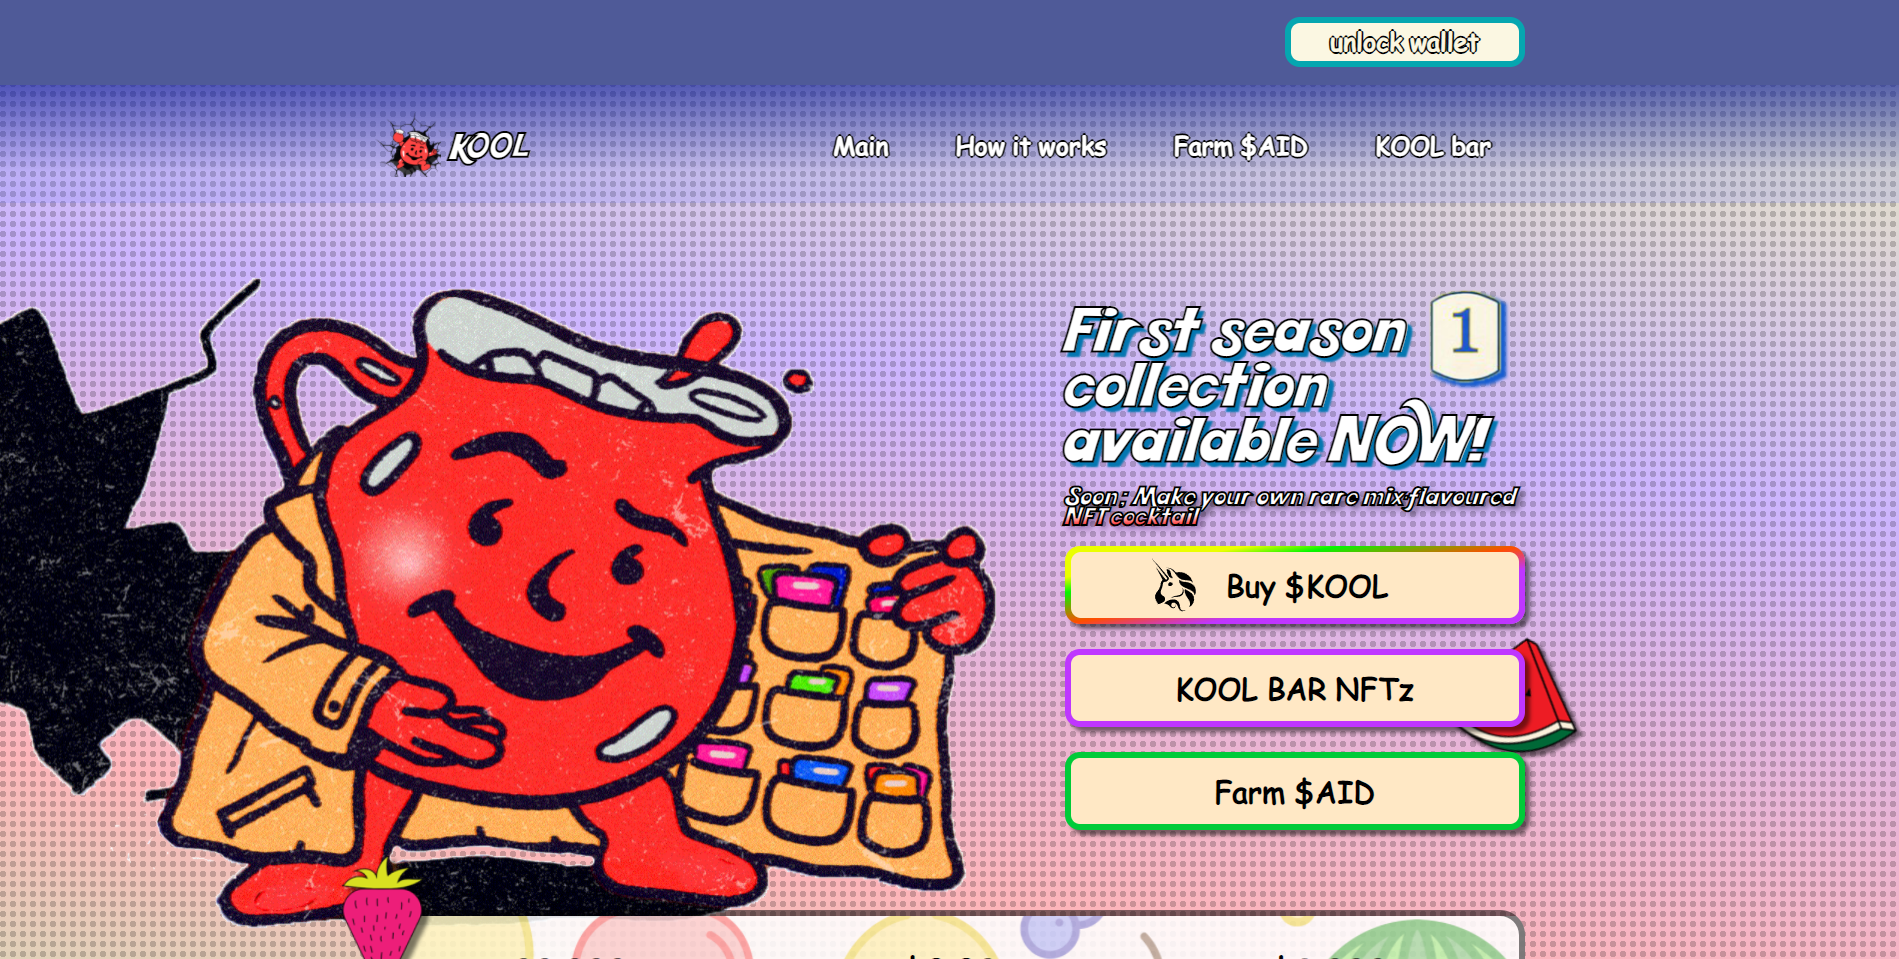 unlock wallet
KOOL
Main
How it works
Farm $AID
KOOL bar
First season
1
collection
available NOW!
Soon : Make your own rare mix-flavoured
NFT cocktail
Buy $KOOL
KOOL BAR NFTz
Farm $AID